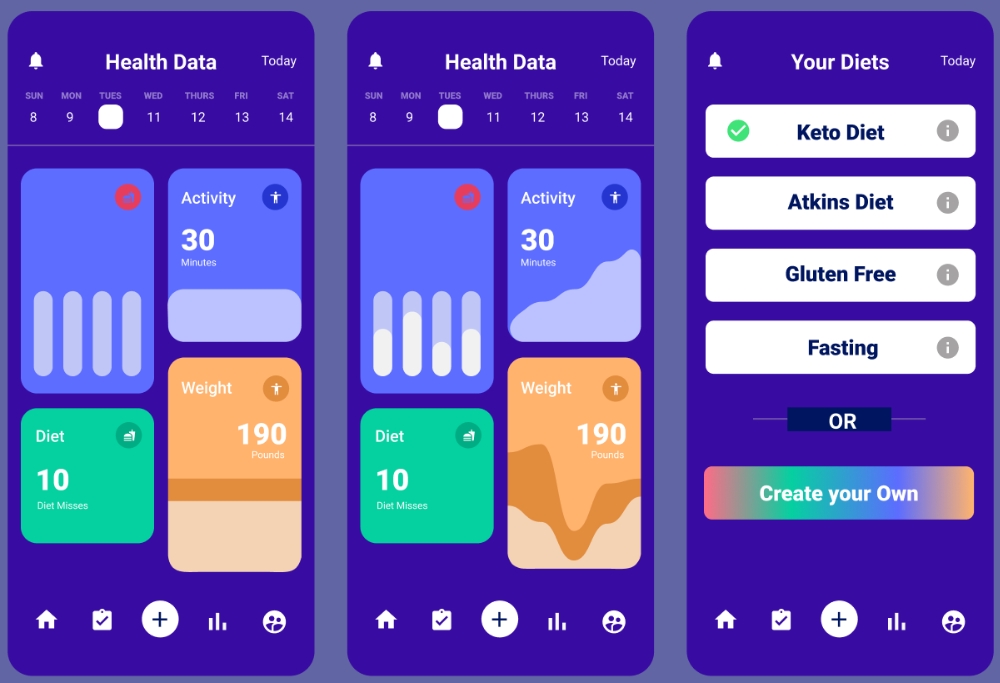 Health Data
Today
SUN MON TUES WED THURS FRI SAT
8 9 11 12 13 14
Activity
30
Minutes
Weight
190
Pounds
Diet
10
Diet Misses
Health Data
Today
SUN MON TUES WED THURS FRI SAT
8 9 11 12 13 14
Activity
30
Minutes
Weight
190
Pounds
Diet
10
Diet Misses
Your Diets
Today
Keto Diet
Atkins Diet
Gluten Free
Fasting
OR
Create your Own